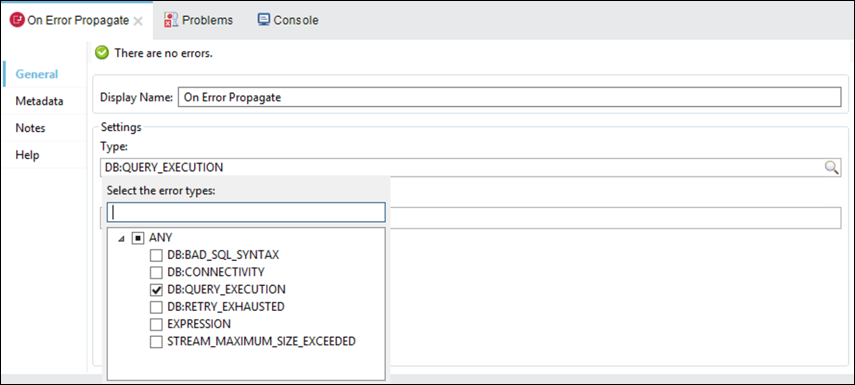 On Error Propagate
Problems
Console
There are no errors.
General
Metadata
Notes
Help
Display Name: On Error Propagate
Settings
Type:
DB:QUERY_EXECUTION
Select the error types:
ANY
DB:BAD_SQL_SYNTAX
DB:CONNECTIVITY
DB:QUERY_EXECUTION
DB:RETRY_EXHAUSTED
EXPRESSION
STREAM_MAXIMUM_SIZE_EXCEEDED